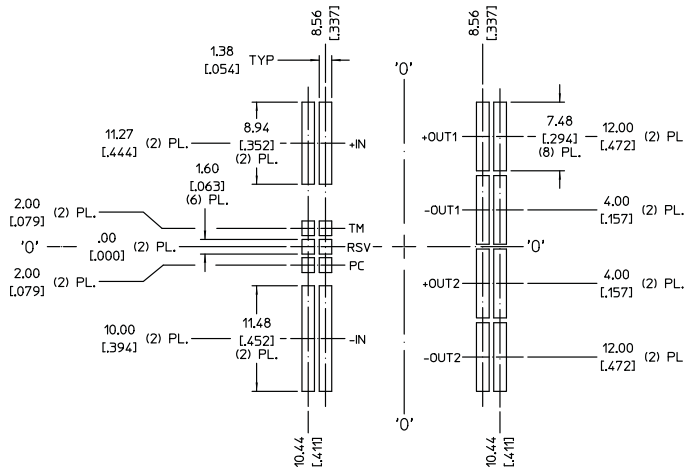 8.56
[.337]
8.56
[.337]
1.38
[.054]
TYP
'0'
'0'
11.27
[.444]
(2) PL.
8.94
[.352]
(2) PL.
+IN
+OUT1
7.48
[.294]
(8) PL.
12.00
[.472]
(2) PL
1.60
[.063]
(6) PL.
2.00
[.079]
(2) PL.
TM
-OUT1
4.00
[.157]
(2) PL.
'0'
.00
[.000]
(2) PL.
RSV
'0'
2.00
[.079]
(2) PL.
PC
+OUT2
4.00
[.157]
(2) PL.
10.00
[.394]
(2) PL.
11.48
[.452]
(2) PL.
-IN
-OUT2
12.00
[.472]
(2) PL
'0'
'0'
10.44
[.411]
10.44
[.411]